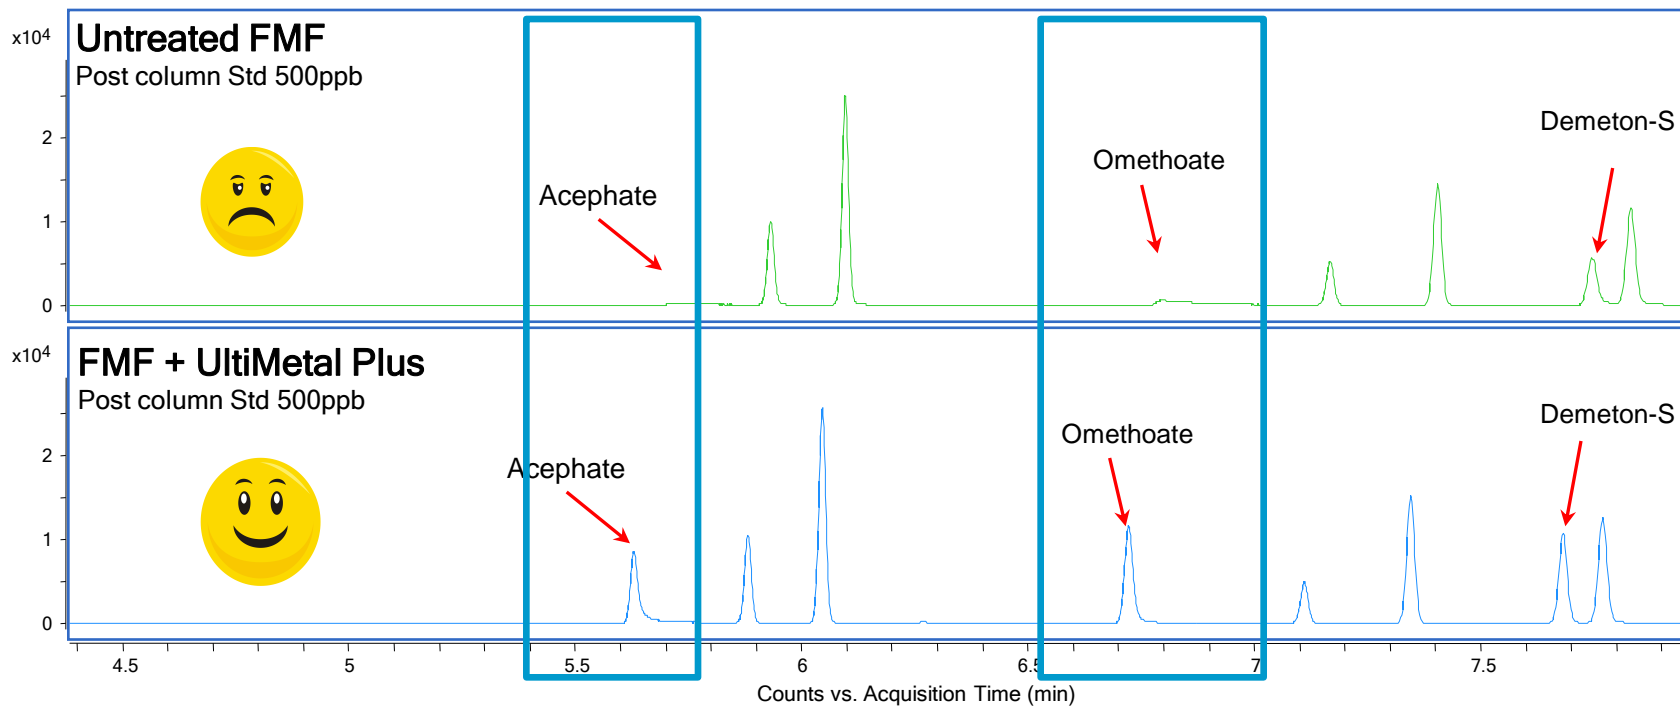 x10⁴
Untreated FMF
Post column Std 500ppb
2
1
0
Acephate
Omethoate
Demeton-S
x10⁴
FMF + UltiMetal Plus
Post column Std 500ppb
2
1
0
Acephate
Omethoate
Demeton-S
4.5 5 5.5 6 6.5 7 7.5
Counts vs. Acquisition Time (min)